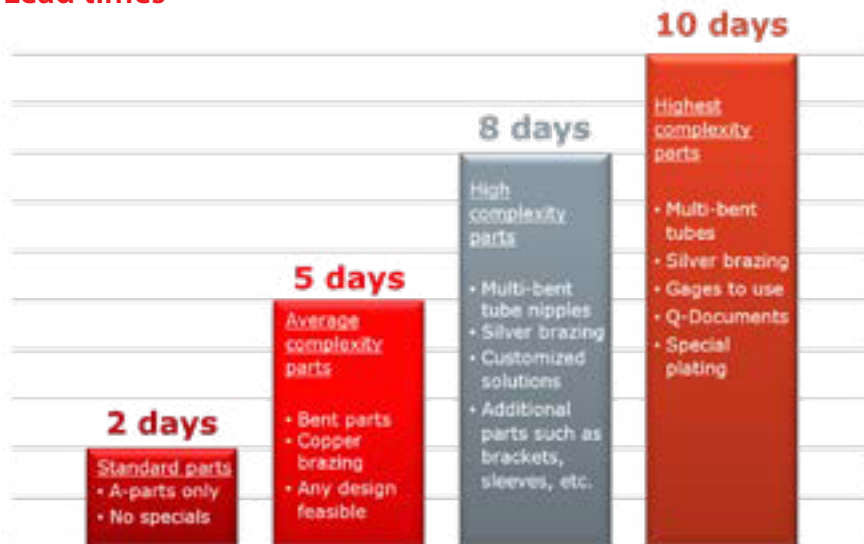 Lead times
10 days
8 days
5 days
2 days
Standard parts
• A-parts only
• No specials
Average
complexity
parts
• Bent parts
• Copper
brazing
• Any design
feasible
High
complexity
parts
• Multi-bent
tube nipples
• Silver brazing
• Customized
solutions
• Additional
parts such as
brackets,
sleeves, etc.
Highest
complexity
parts
• Multi-bent
tubes
• Silver brazing
• Gages to use
• Q-Documents
• Special
plating